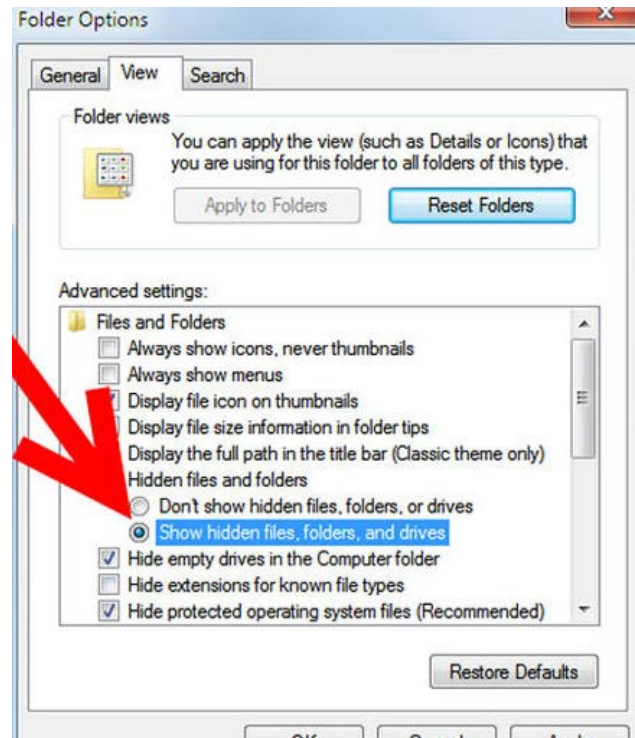 Folder Options
General View Search
Folder views
You can apply the view (such as Details or Icons) that
you are using for this folder to all folders of this type.
Apply to Folders Reset Folders
Advanced settings:
Files and Folders
Always show icons, never thumbnails
Always show menus
Display file icon on thumbnails
Display file size information in folder tips
Display the full path in the title bar (Classic theme only)
Hidden files and folders
Don't show hidden files, folders, or drives
Show hidden files, folders, and drives
Hide empty drives in the Computer folder
Hide extensions for known file types
Hide protected operating system files (Recommended)
Restore Defaults